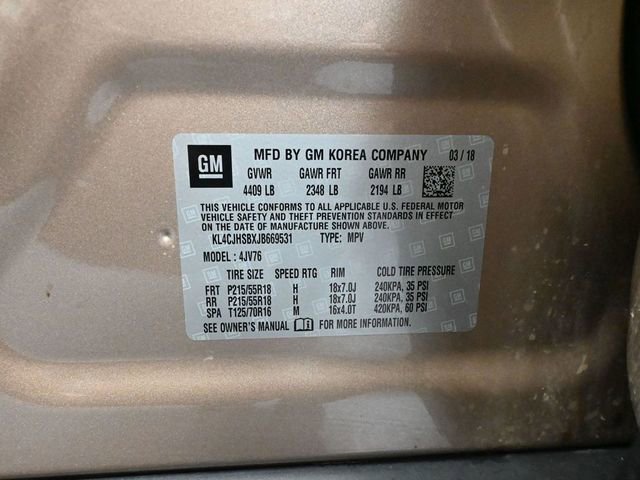 GM
MFD BY GM KOREA COMPANY 03 / 18
GVWR GAWR FRT GAWR RR
4409 LB 2348 LB 2194 LB
THIS VEHICLE CONFORMS TO ALL APPLICABLE U.S. FEDERAL MOTOR
VEHICLE SAFETY AND THEFT PREVENTION STANDARDS IN EFFECT
ON THE DATE OF MANUFACTURE SHOWN ABOVE.
KL4CJHSBXJB669531 TYPE: MPV
MODEL : 4JV76
TIRE SIZE SPEED RTG RIM COLD TIRE PRESSURE
FRT P215/55R18 H 18x7.0J 240KPA, 35 PSI
RR P215/55R18 H 18x7.0J 240KPA, 35 PSI
SPA T125/70R16 M 16x4.0T 420KPA, 60 PSI
SEE OWNER'S MANUAL FOR MORE INFORMATION.